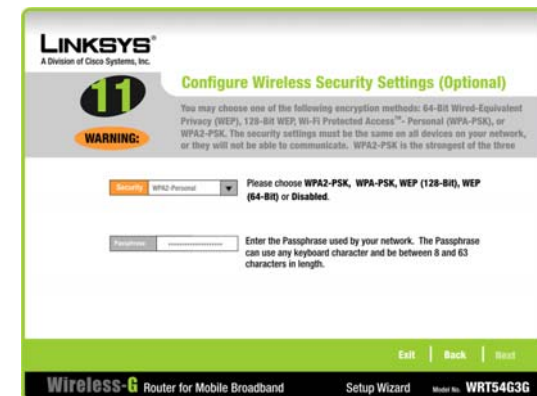 LINKSYS®
A Division of Cisco Systems, Inc.
11
WARNING:
Configure Wireless Security Settings (Optional)
You may choose one of the following encryption methods: 64-Bit Wired-Equivalent
Privacy (WEP), 128-Bit WEP, Wi-Fi Protected Access™- Personal (WPA-PSK), or
WPA2-PSK. The security settings must be the same on all devices on your network,
or they will not be able to communicate. WPA2-PSK is the strongest of the three
Security WPA2-Personal
Please choose WPA2-PSK, WPA-PSK, WEP (128-Bit), WEP
(64-Bit) or Disabled.
Passphrase
Enter the Passphrase used by your network. The Passphrase
can use any keyboard character and be between 8 and 63
characters in length.
Exit | Back | Next
Wireless-G Router for Mobile Broadband Setup Wizard Model No. WRT54G3G